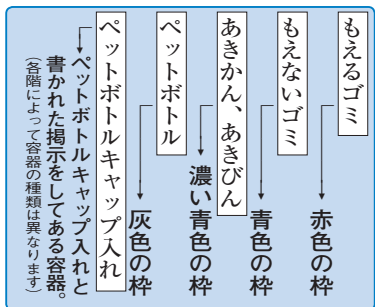 もえるゴミ
赤色の枠
もえないゴミ
青色の枠
あきかん、あきびん
濃い青色の枠
ペットボトル
灰色の枠
ペットボトルキャップ入れ
ペットボトルキャップ入れと
書かれた掲示をしてある容器。
(各階によって容器の種類は異なります)